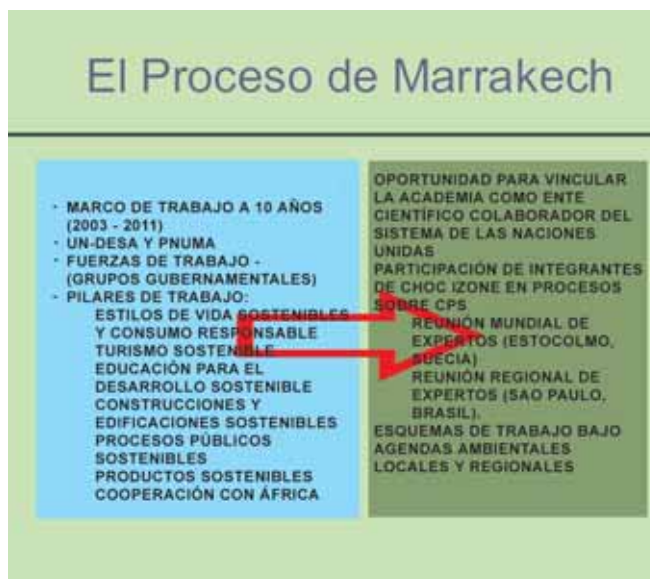 El Proceso de Marrakech
· MARCO DE TRABAJO A 10 AÑOS
(2003 - 2011)
· UN-DESA Y PNUMA
· FUERZAS DE TRABAJO -
(GRUPOS GUBERNAMENTALES)
· PILARES DE TRABAJO:
ESTILOS DE VIDA SOSTENIBLES
Y CONSUMO RESPONSABLE
TURISMO SOSTENIBLE
EDUCACIÓN PARA EL
DESARROLLO SOSTENIBLE
CONSTRUCCIONES Y
EDIFICACIONES SOSTENIBLES
PROCESOS PÚBLICOS
SOSTENIBLES
PRODUCTOS SOSTENIBLES
COOPERACIÓN CON ÁFRICA
OPORTUNIDAD PARA VINCULAR
LA ACADEMIA COMO ENTE
CIENTÍFICO COLABORADOR DEL
SISTEMA DE LAS NACIONES
UNIDAS
PARTICIPACIÓN DE INTEGRANTES
DE CHOC IZONE EN PROCESOS
SOBRE CPS
REUNIÓN MUNDIAL DE
EXPERTOS (ESTOCOLMO,
SUECIA)
REUNIÓN REGIONAL DE
EXPERTOS (SAO PAULO,
BRASIL).
ESQUEMAS DE TRABAJO BAJO
AGENDAS AMBIENTALES
LOCALES Y REGIONALES